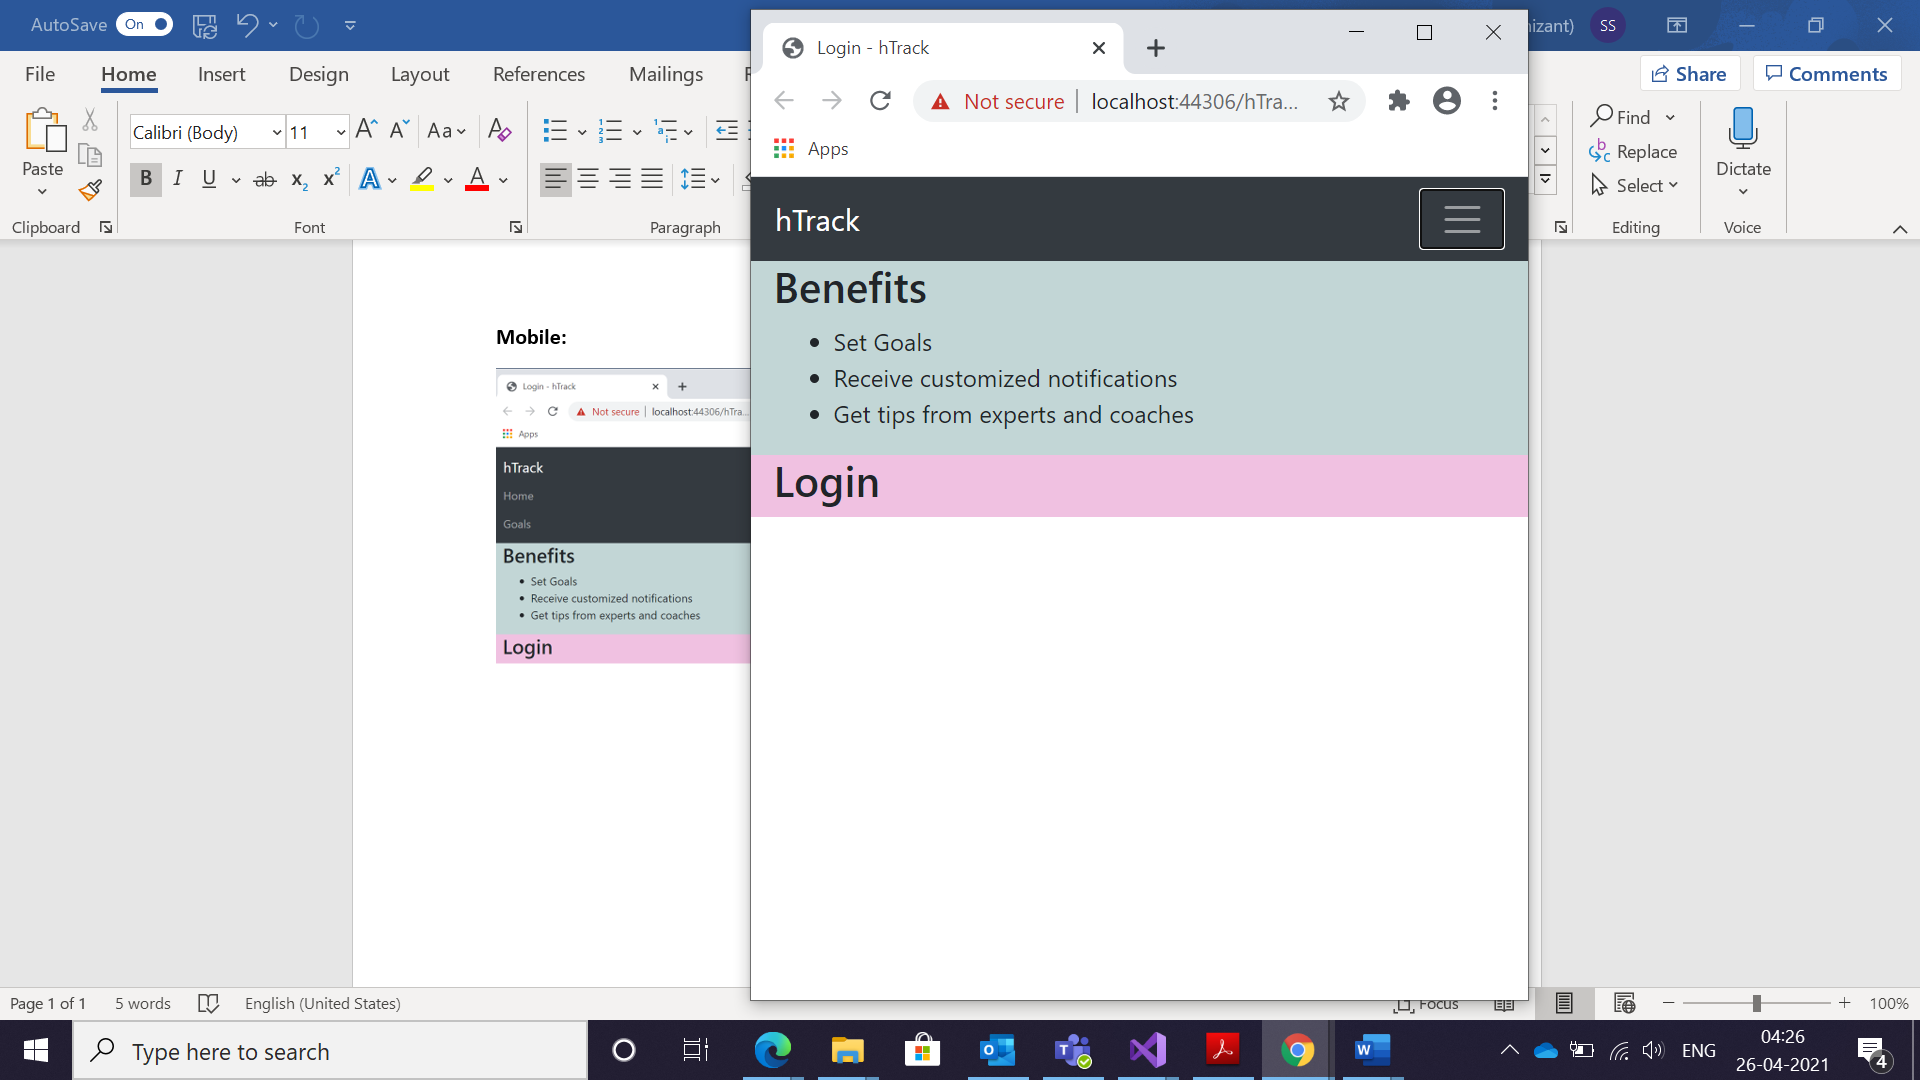 AutoSave On
nizant) SS
File Home Insert Design Layout References Mailings
Share Comments
Paste
Calibri (Body) 11
Find
Replace
Select
Dictate
Clipboard Font Paragraph Editing Voice
Mobile:
Login - hTrack
Not secure localhost:44306/hTra...
Apps
hTrack
Home
Goals
Benefits
• Set Goals
• Receive customized notifications
• Get tips from experts and coaches
Login
Login - hTrack
Not secure localhost:44306/hTra...
Apps
hTrack
Benefits
• Set Goals
• Receive customized notifications
• Get tips from experts and coaches
Login
Page 1 of 1 5 words English (United States) Focus 100%
Type here to search
ENG
04:26
26-04-2021
4